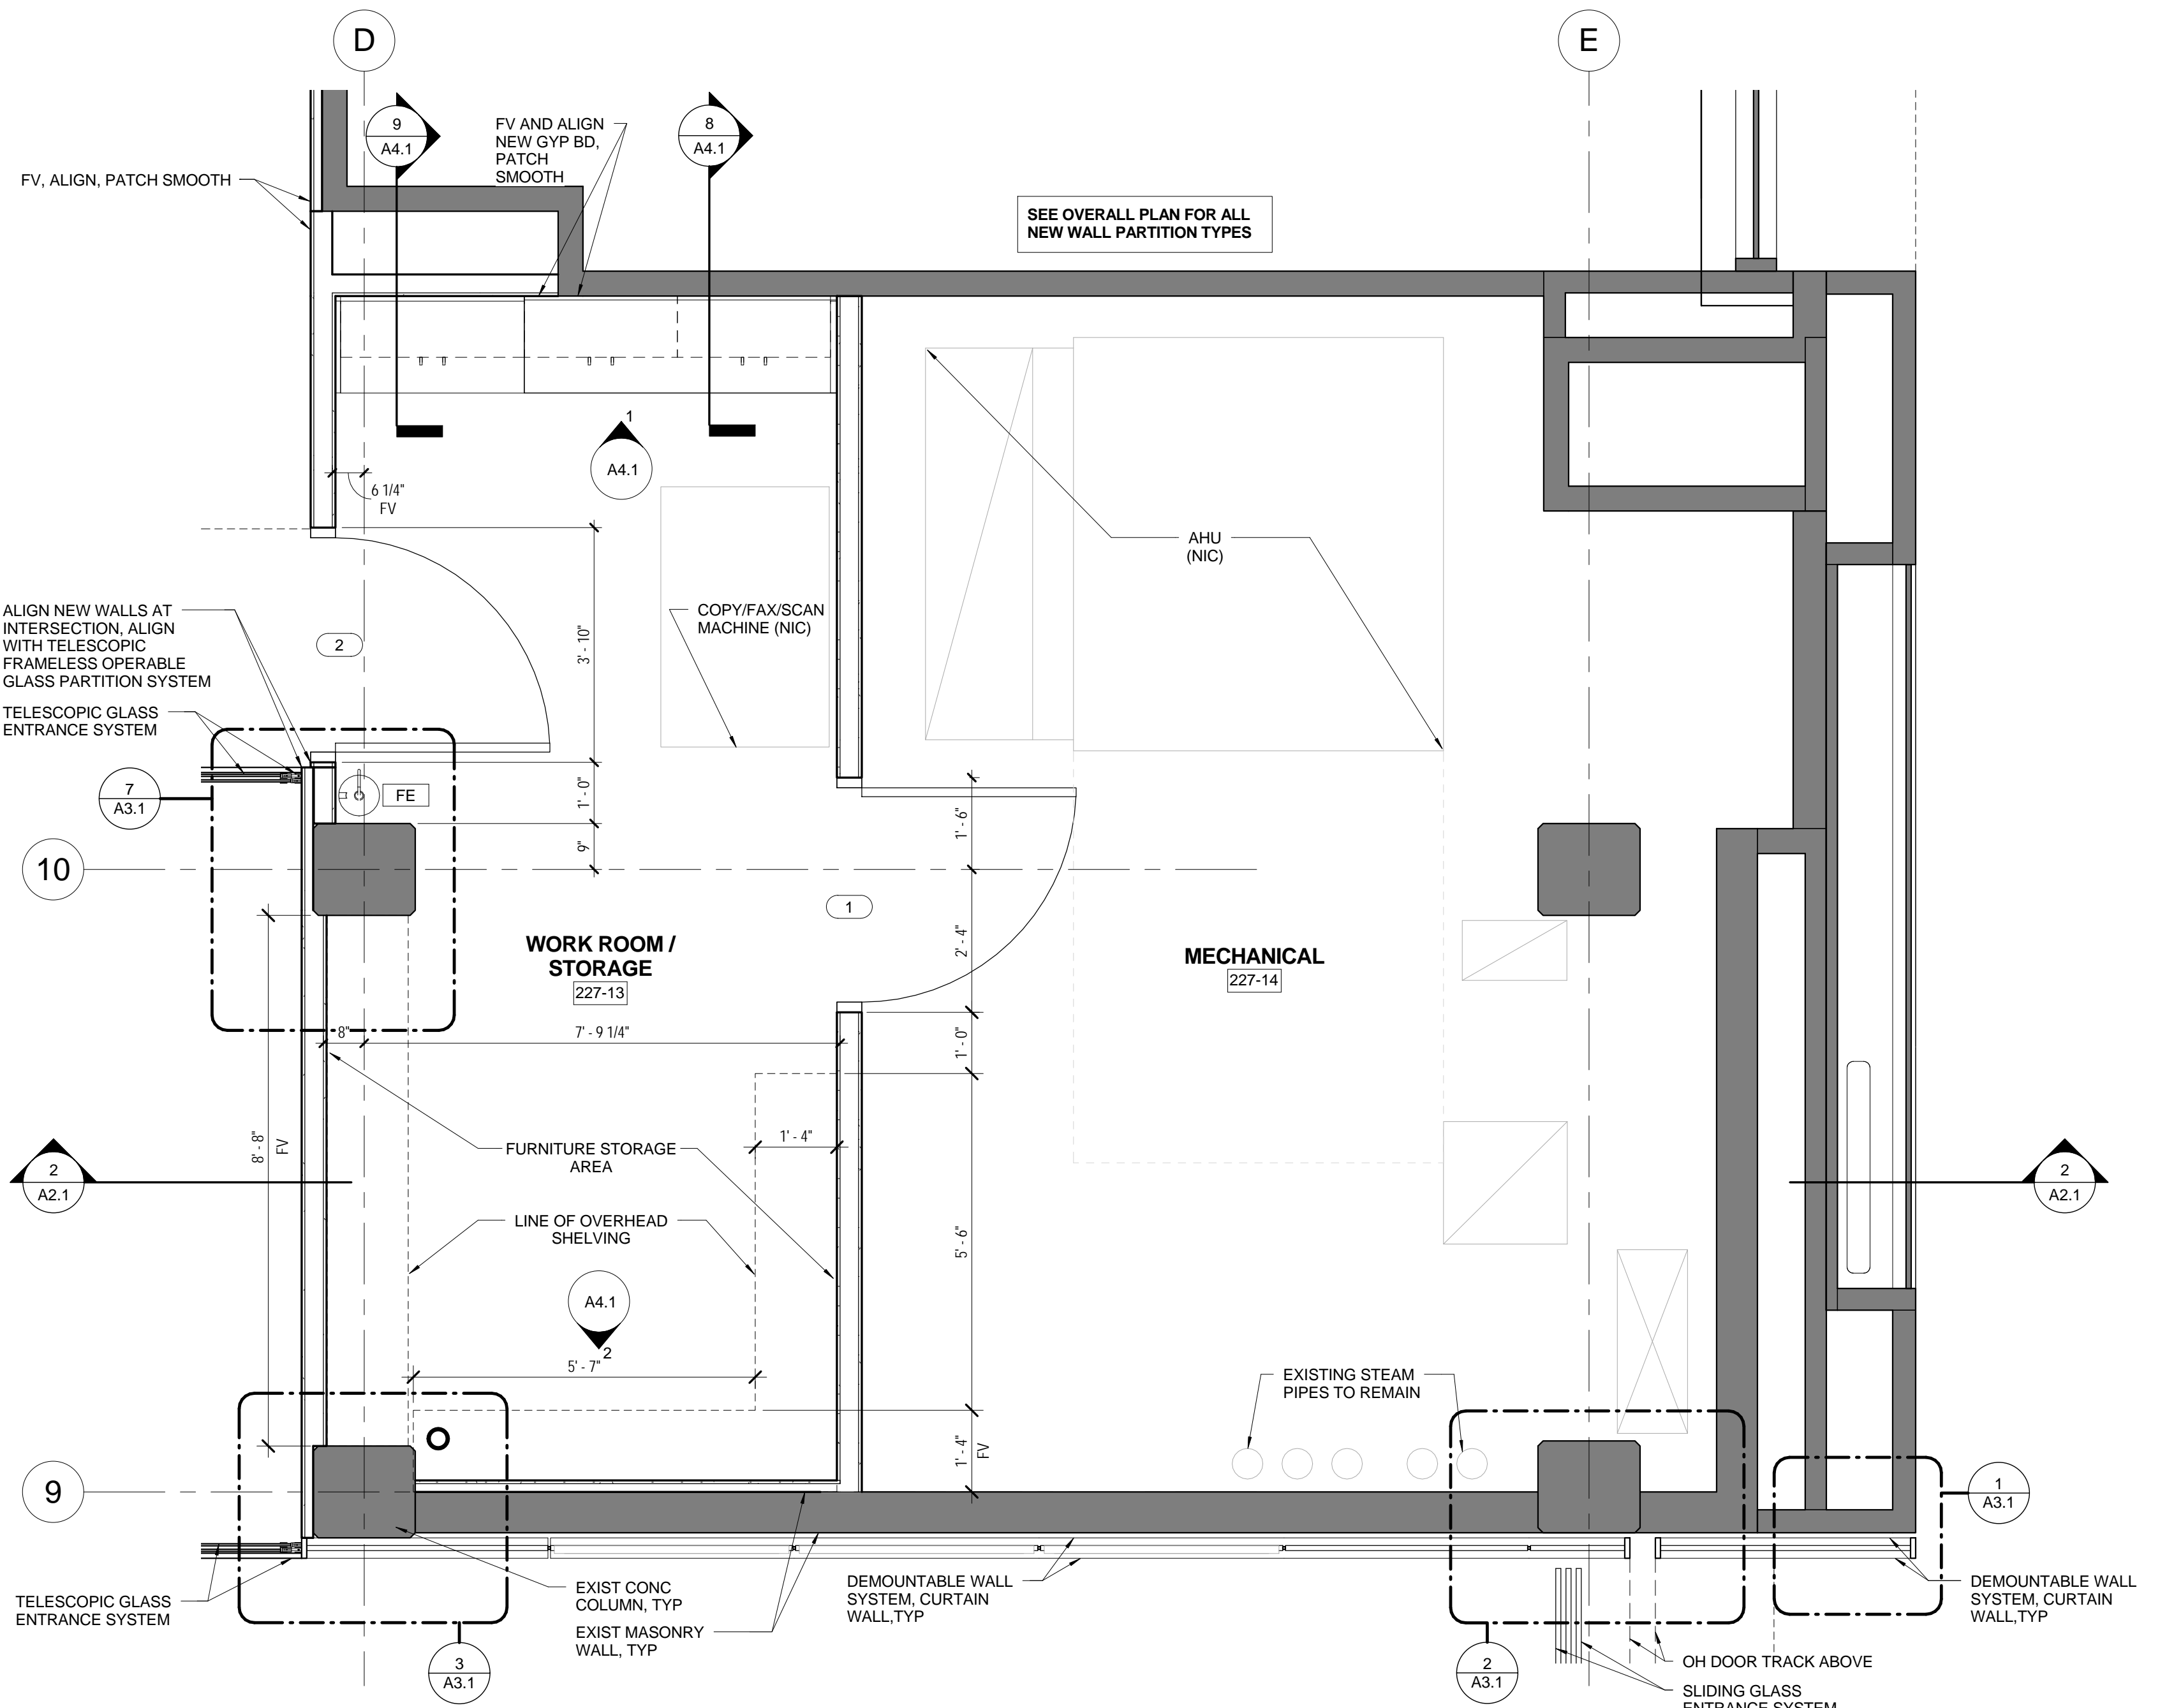 D
E
9
A4.1
FV AND ALIGN
NEW GYP BD,
PATCH
SMOOTH
8
A4.1
FV, ALIGN, PATCH SMOOTH
SEE OVERALL PLAN FOR ALL
NEW WALL PARTITION TYPES
1
A4.1
6 1/4"
FV
AHU
(NIC)
3' - 10"
COPY/FAX/SCAN
MACHINE (NIC)
2
ALIGN NEW WALLS AT
INTERSECTION, ALIGN
WITH TELESCOPIC
FRAMELESS OPERABLE
GLASS PARTITION SYSTEM
TELESCOPIC GLASS
ENTRANCE SYSTEM
7
A3.1
FE
1' - 0"
9"
1' - 6"
10
1
2' - 4"
WORK ROOM /
STORAGE
227-13
MECHANICAL
227-14
8"
7' - 9 1/4"
1' - 0"
8' - 8"
FV
1' - 4"
FURNITURE STORAGE
AREA
2
A2.1
2
A2.1
LINE OF OVERHEAD
SHELVING
5' - 6"
A4.1
2
5' - 7"
EXISTING STEAM
PIPES TO REMAIN
1' - 4"
FV
9
1
A3.1
TELESCOPIC GLASS
ENTRANCE SYSTEM
EXIST CONC
COLUMN, TYP
EXIST MASONRY
WALL, TYP
DEMOUNTABLE WALL
SYSTEM, CURTAIN
WALL,TYP
DEMOUNTABLE WALL
SYSTEM, CURTAIN
WALL,TYP
3
A3.1
2
A3.1
OH DOOR TRACK ABOVE
SLIDING GLASS
ENTRANCE SYSTEM